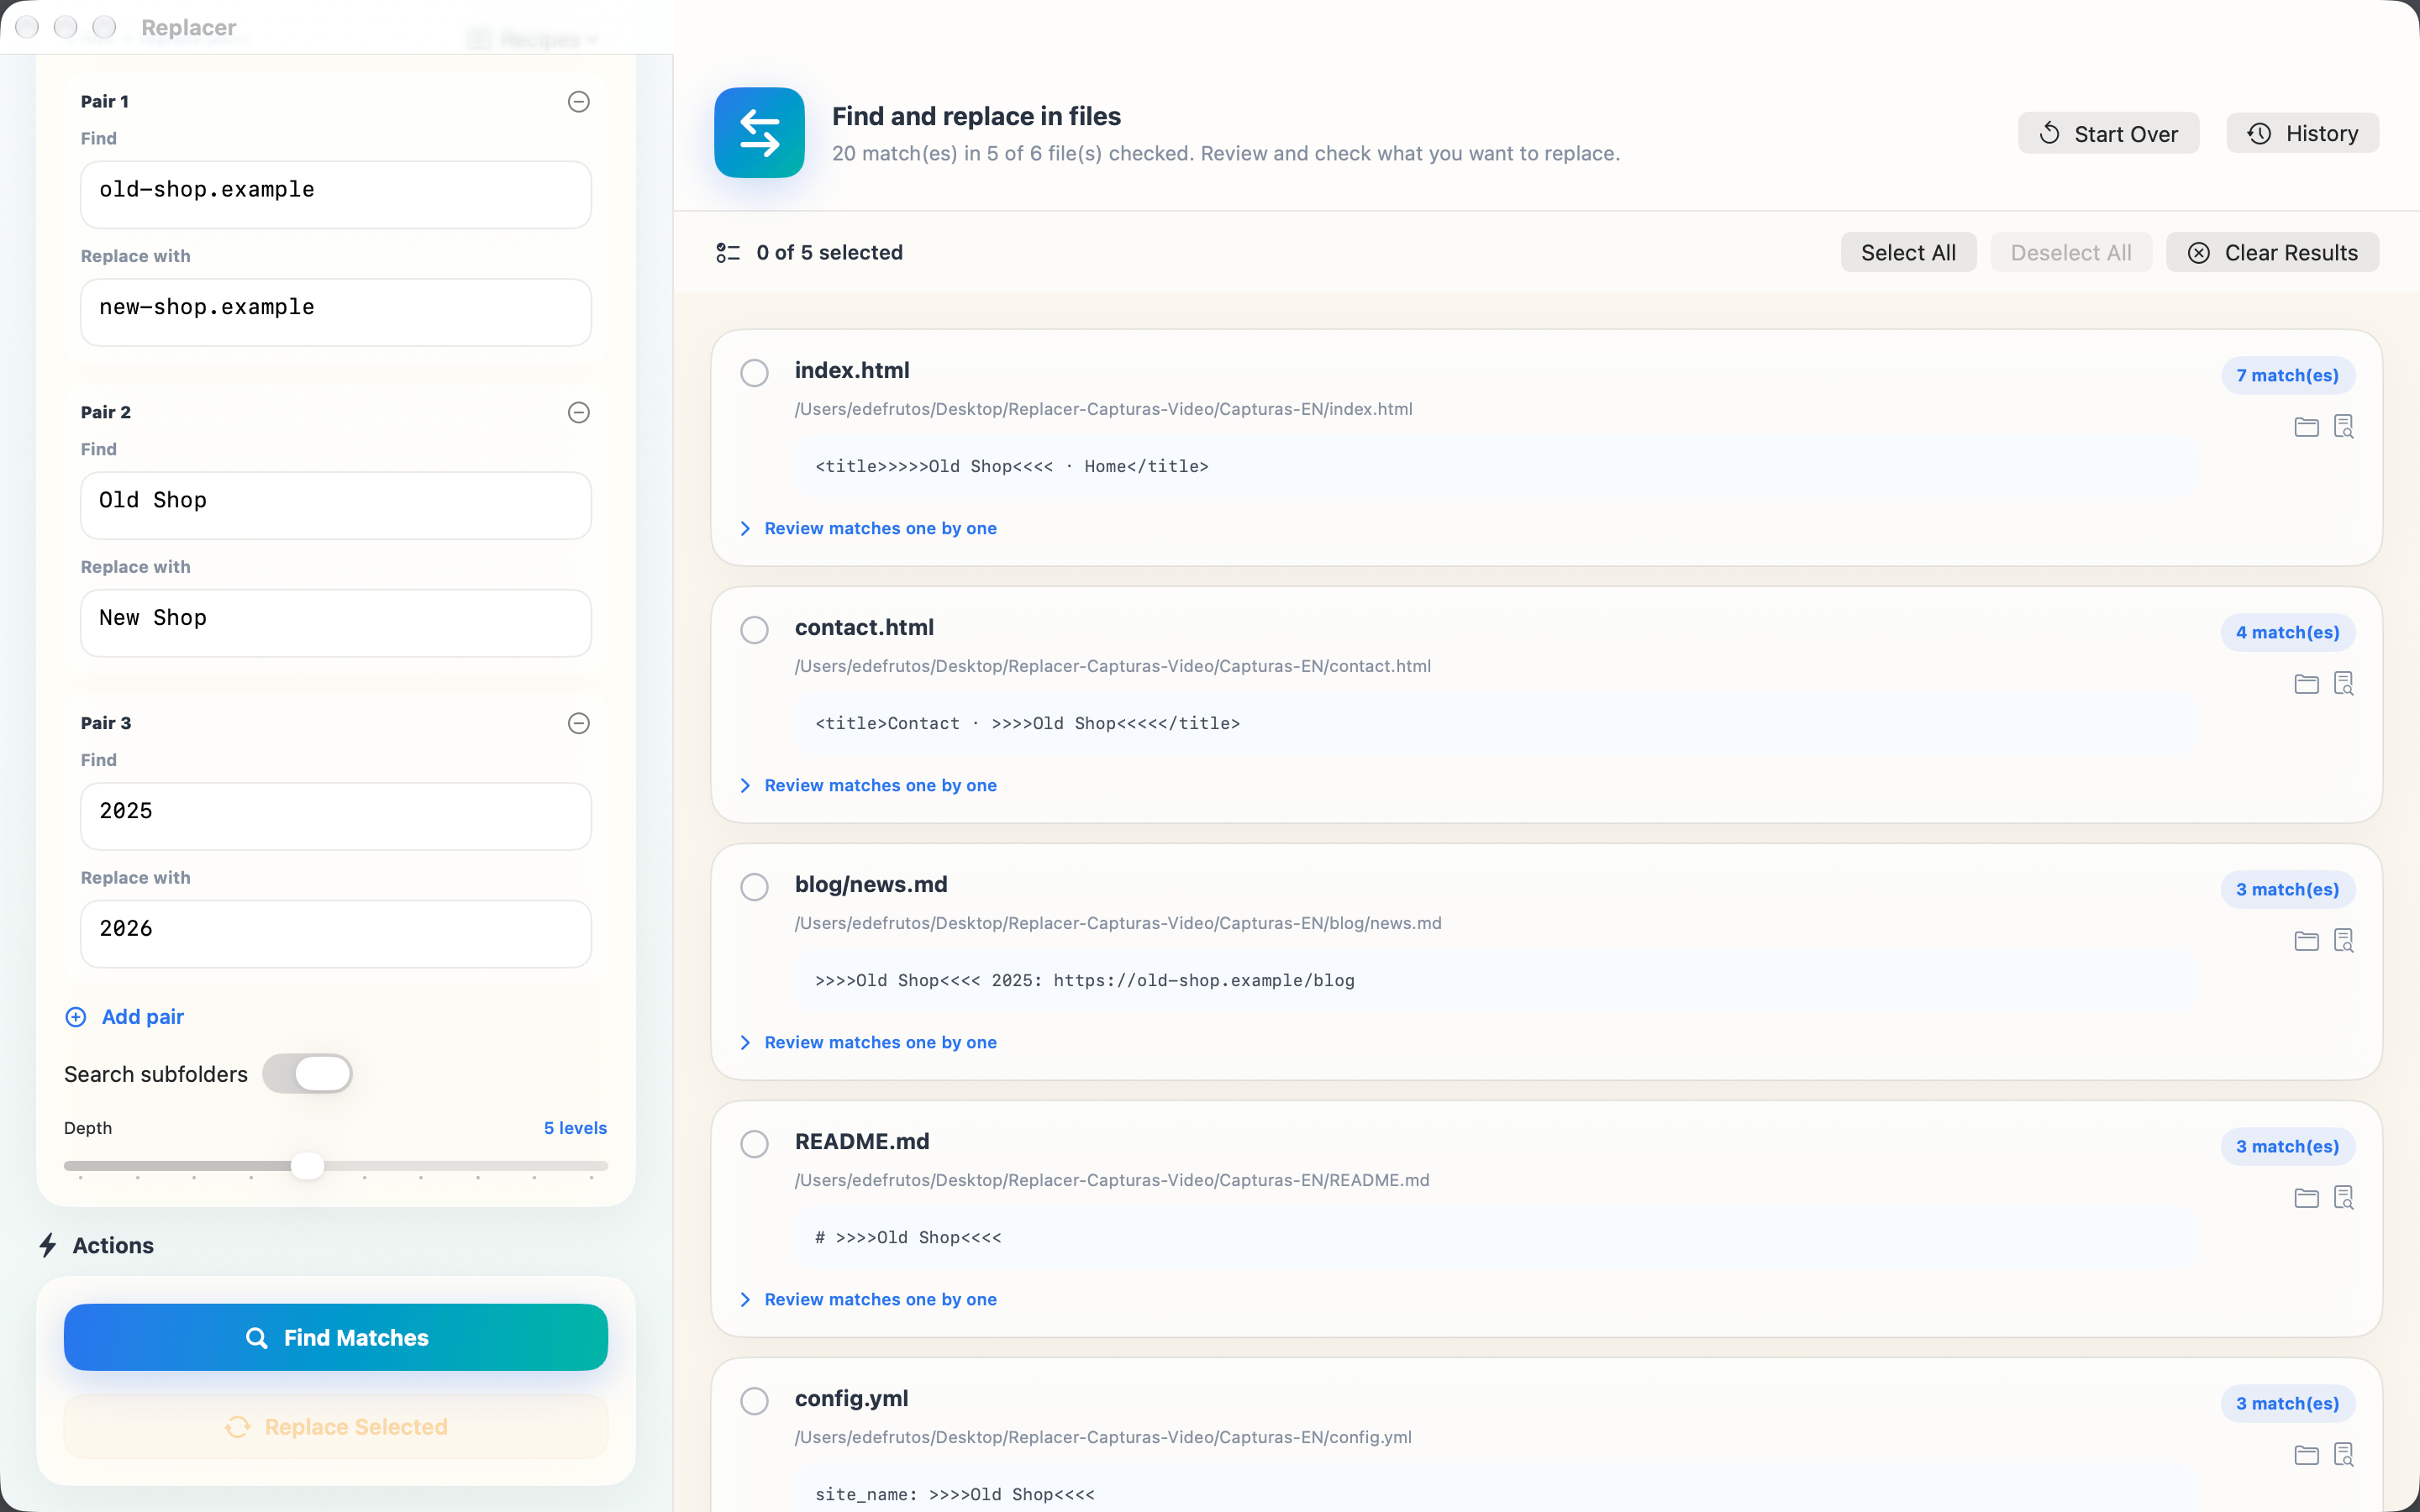 Replacer
Recipes
Pair 1
Find
old-shop.example
Replace with
new-shop.example
Pair 2
Find
Old Shop
Replace with
New Shop
Pair 3
Find
2025
Replace with
2026
Add pair
Search subfolders
Depth
5 levels
Actions
Find Matches
Replace Selected
Find and replace in files
20 match(es) in 5 of 6 file(s) checked. Review and check what you want to replace.
Start Over
History
0 of 5 selected
Select All
Deselect All
Clear Results
index.html
7 match(es)
/Users/edefrutos/Desktop/Replacer-Capturas-Video/Capturas-EN/index.html
<title>>>>>Old Shop<<<< · Home</title>
Review matches one by one
contact.html
4 match(es)
/Users/edefrutos/Desktop/Replacer-Capturas-Video/Capturas-EN/contact.html
<title>Contact · >>>>Old Shop<<<<</title>
Review matches one by one
blog/news.md
3 match(es)
/Users/edefrutos/Desktop/Replacer-Capturas-Video/Capturas-EN/blog/news.md
>>>>Old Shop<<<< 2025: https://old-shop.example/blog
Review matches one by one
README.md
3 match(es)
/Users/edefrutos/Desktop/Replacer-Capturas-Video/Capturas-EN/README.md
# >>>>Old Shop<<<<
Review matches one by one
config.yml
3 match(es)
/Users/edefrutos/Desktop/Replacer-Capturas-Video/Capturas-EN/config.yml
site_name: >>>>Old Shop<<<<